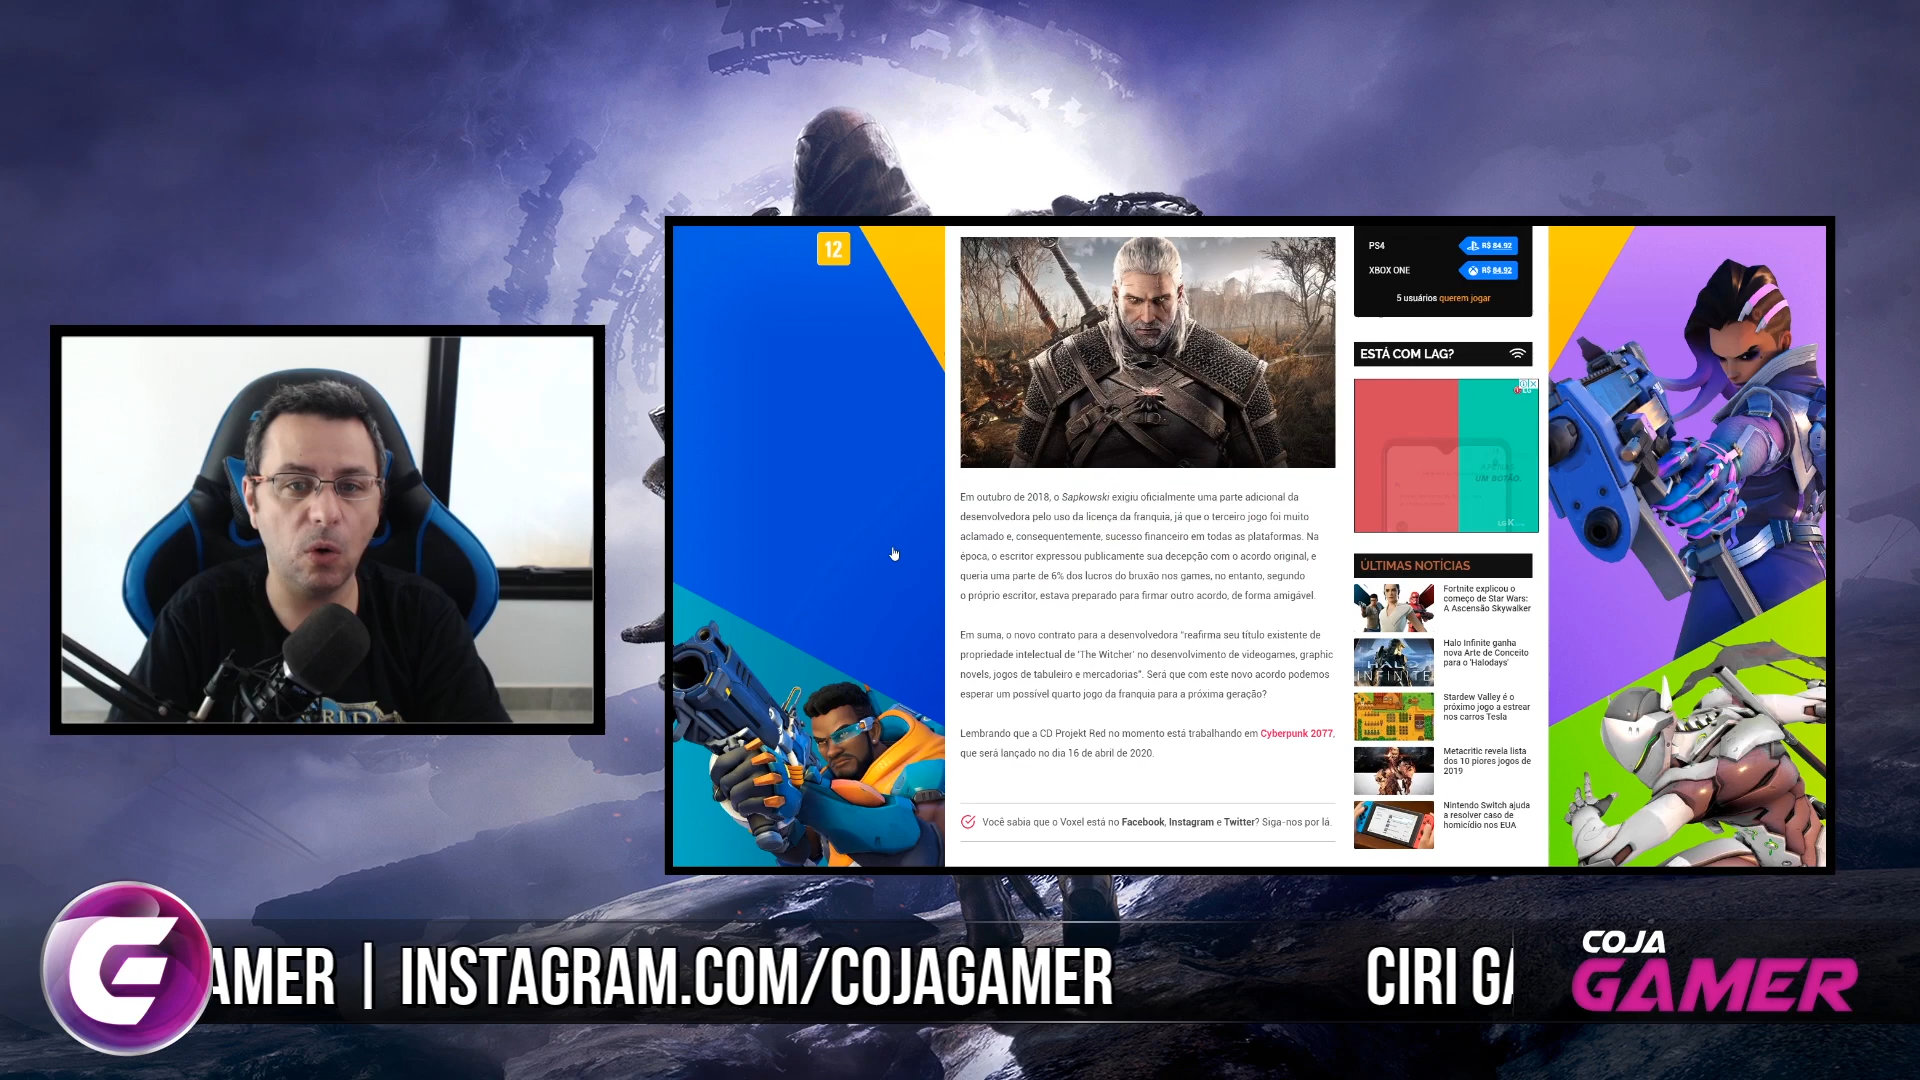 12
Em outubro de 2018, o Sapkowski exigiu oficialmente uma parte adicional da
desenvolvedora pelo uso da licença da franquia, já que o terceiro jogo foi muito
aclamado e, consequentemente, sucesso financeiro em todas as plataformas. Na
época, o escritor expressou publicamente sua decepção com o acordo original, e
queria uma parte de 6% dos lucros do bruxão nos games, no entanto, segundo
o próprio escritor, estava preparado para firmar outro acordo, de forma amigável.
Em suma, o novo contrato para a desenvolvedora “reafirma seu título existente de
propriedade intelectual de 'The Witcher' no desenvolvimento de videogames, graphic
novels, jogos de tabuleiro e mercadorias”. Será que com este novo acordo podemos
esperar um possível quarto jogo da franquia para a próxima geração?
Lembrando que a CD Projekt Red no momento está trabalhando em Cyberpunk 2077,
que será lançado no dia 16 de abril de 2020.
Você sabia que o Voxel está no Facebook, Instagram e Twitter? Siga-nos por lá.
PS4 R$ 84.92
XBOX ONE R$ 84.92
5 usuários querem jogar
ESTÁ COM LAG?
APENAS
UM BOTÃO.
LG K
ÚLTIMAS NOTÍCIAS
Fortnite explicou o
começo de Star Wars:
A Ascensão Skywalker
HALO
INFINITE
Halo Infinite ganha
nova Arte de Conceito
para o 'Halodays'
Stardew Valley é o
próximo jogo a estrear
nos carros Tesla
Metacritic revela lista
dos 10 piores jogos de
2019
Nintendo Switch ajuda
a resolver caso de
homicídio nos EUA
AMER | INSTAGRAM.COM/COJAGAMER
CIRI GA
COJA
GAMER